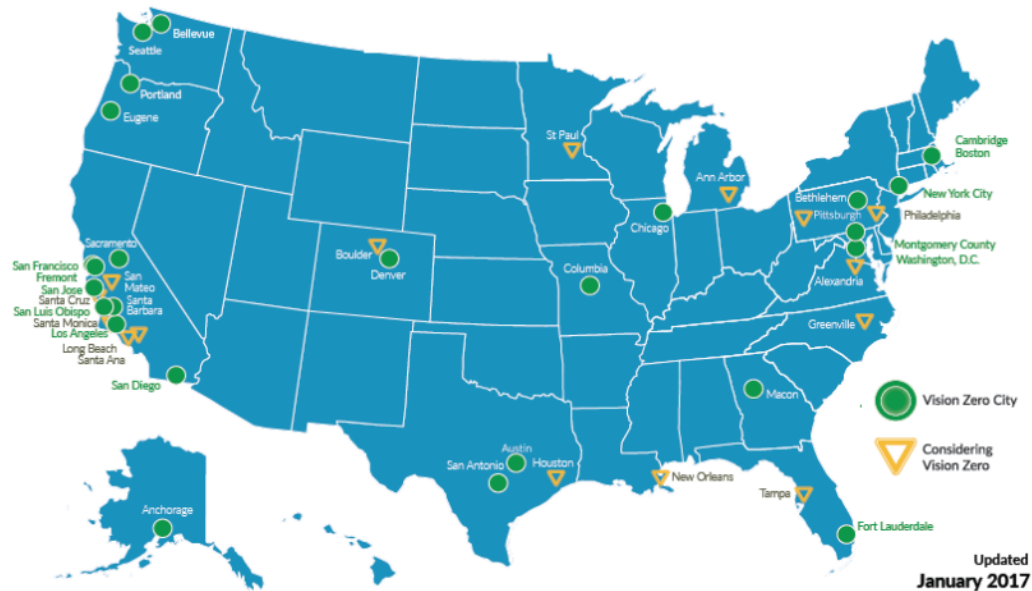 Bellevue
Seattle
Portland
Eugene
St Paul
Ann Arbor
Cambridge
Boston
New York City
Bethlehem
Pittsburgh
Philadelphia
Chicago
Montgomery County
Washington, D.C.
Alexandria
Sacramento
San Francisco
Fremont
San
Mateo
San Jose
Santa Cruz
Santa
Barbara
San Luis Obispo
Santa Monica
Los Angeles
Long Beach
Santa Ana
San Diego
Boulder
Denver
Columbia
Greenville
Macon
Vision Zero City
Considering
Vision Zero
Austin
San Antonio
Houston
New Orleans
Tampa
Fort Lauderdale
Anchorage
Updated
January 2017